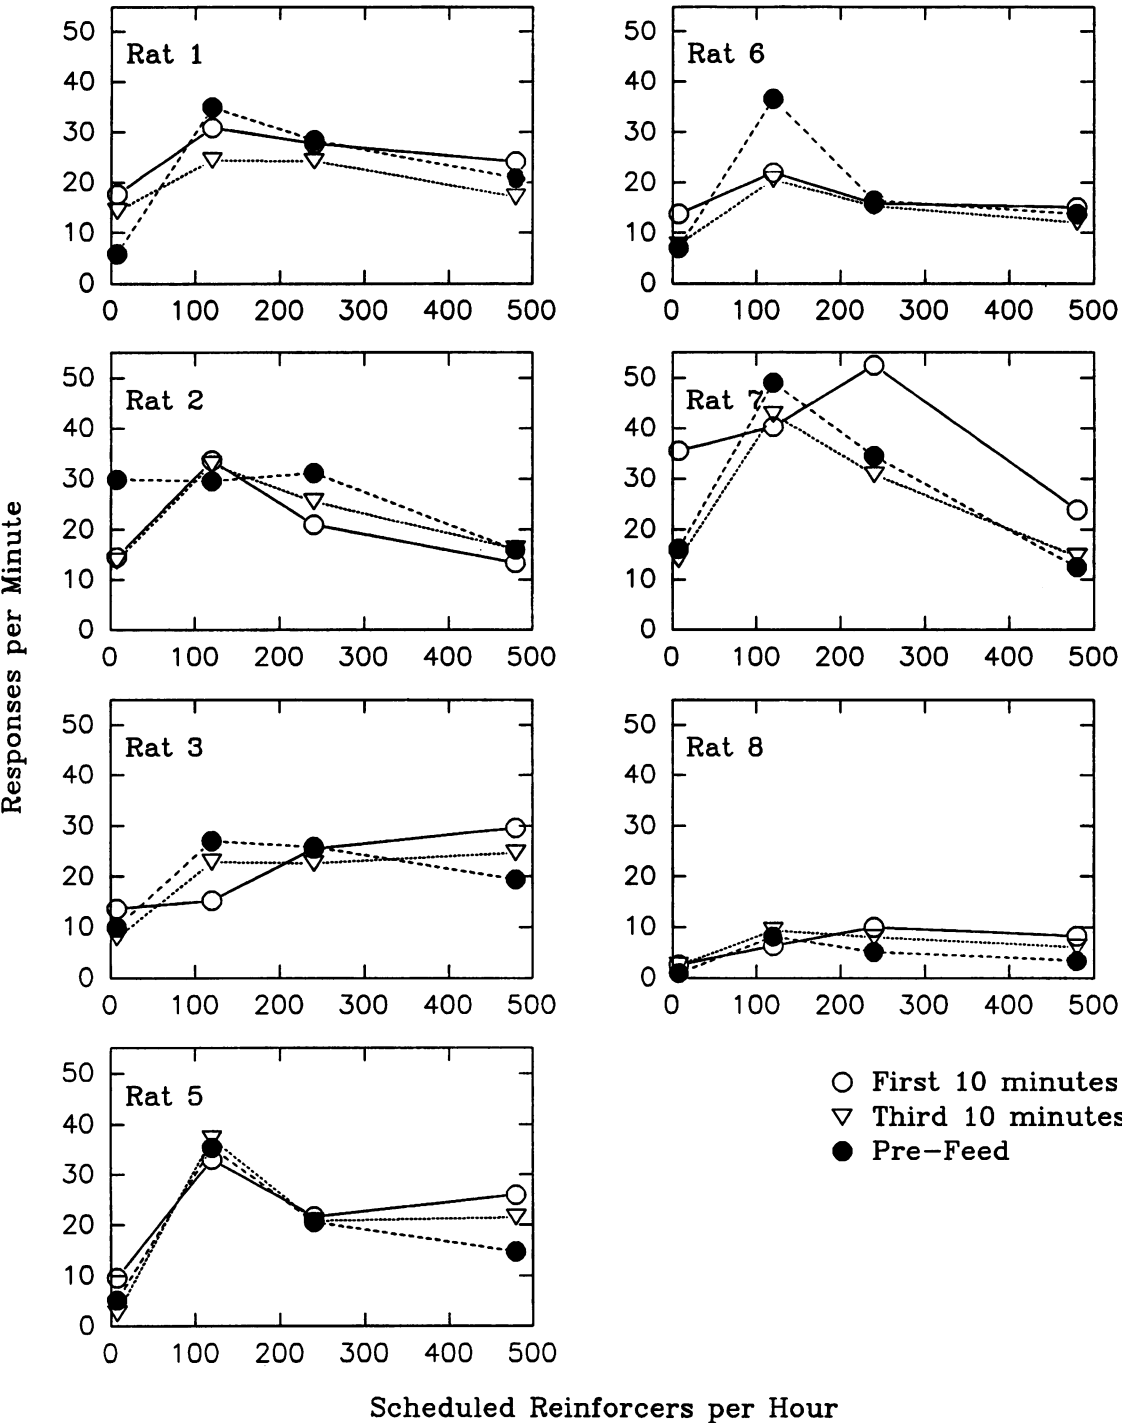 Rat 1
50
40
30
20
10
0
0 100 200 300 400 500
Rat 6
50
40
30
20
10
0
0 100 200 300 400 500
Rat 2
50
40
30
20
10
0
0 100 200 300 400 500
Rat 7
50
40
30
20
10
0
0 100 200 300 400 500
Rat 3
50
40
30
20
10
0
0 100 200 300 400 500
Rat 8
50
40
30
20
10
0
0 100 200 300 400 500
Rat 5
50
40
30
20
10
0
0 100 200 300 400 500
First 10 minutes
Third 10 minutes
Pre-Feed
Responses per Minute
Scheduled Reinforcers per Hour